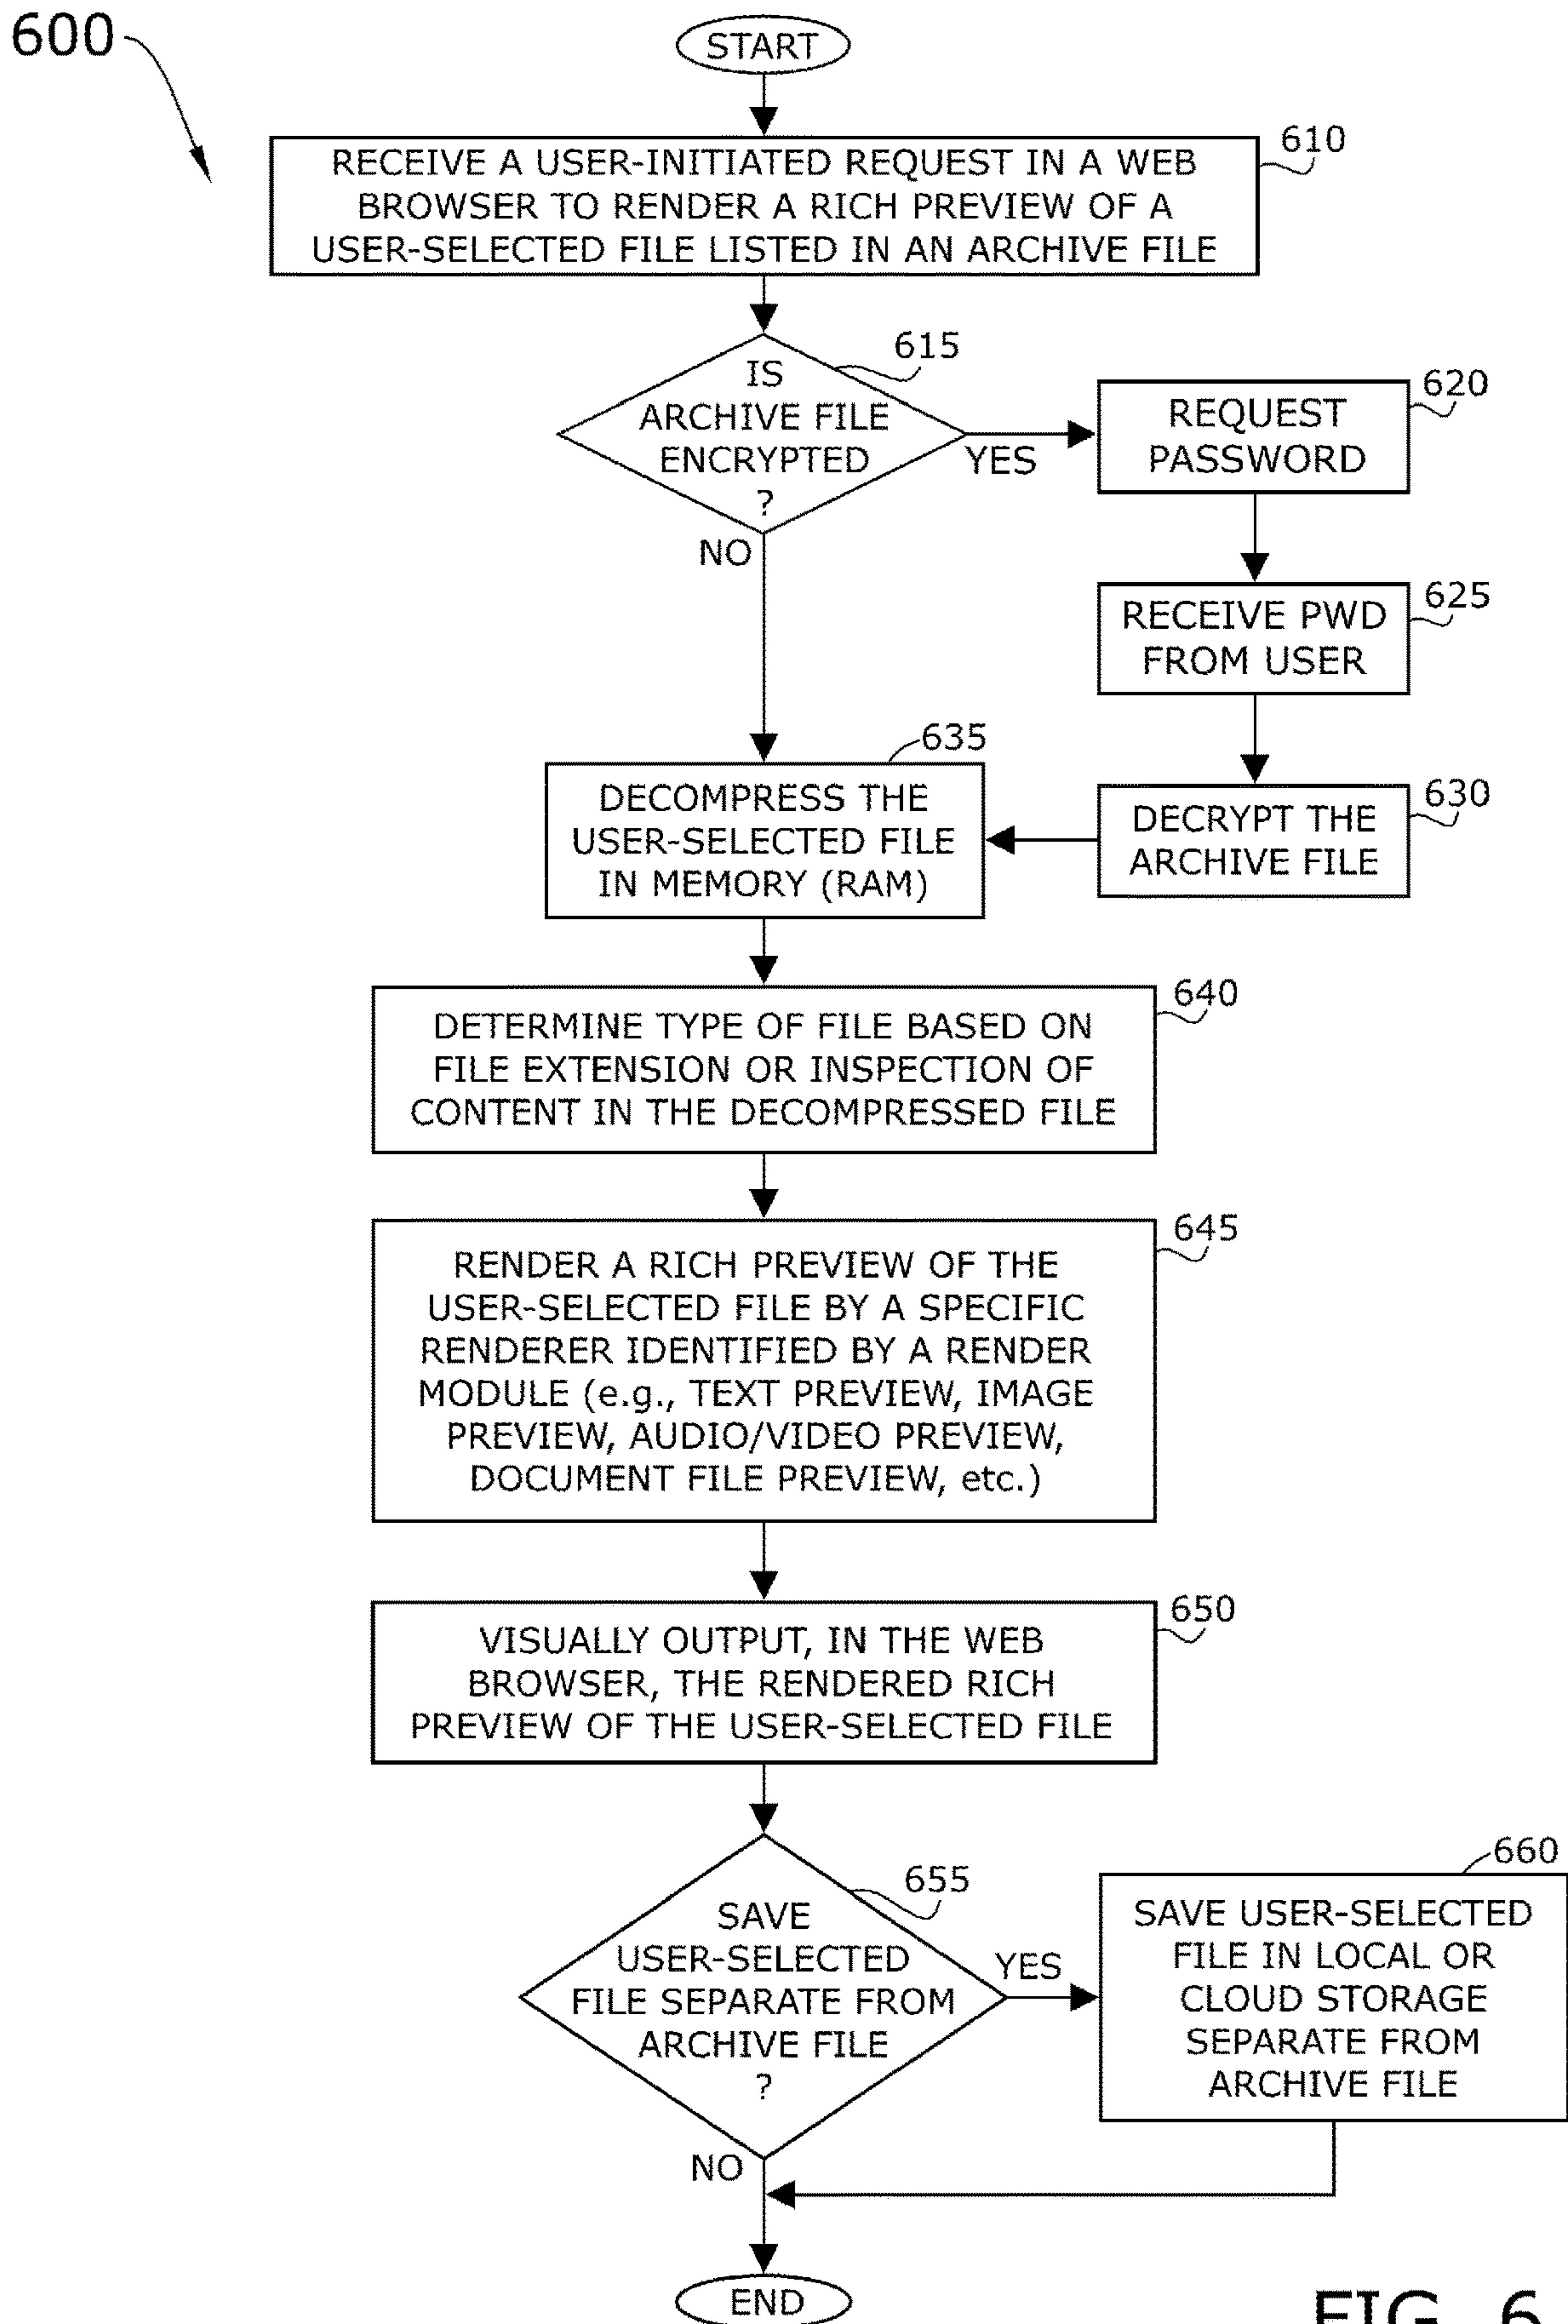 600
START
610
RECEIVE A USER-INITIATED REQUEST IN A WEB
BROWSER TO RENDER A RICH PREVIEW OF A
USER-SELECTED FILE LISTED IN AN ARCHIVE FILE
615
IS
ARCHIVE FILE
ENCRYPTED
?
YES
NO
620
REQUEST
PASSWORD
625
RECEIVE PWD
FROM USER
630
DECRYPT THE
ARCHIVE FILE
635
DECOMPRESS THE
USER-SELECTED FILE
IN MEMORY (RAM)
640
DETERMINE TYPE OF FILE BASED ON
FILE EXTENSION OR INSPECTION OF
CONTENT IN THE DECOMPRESSED FILE
645
RENDER A RICH PREVIEW OF THE
USER-SELECTED FILE BY A SPECIFIC
RENDERER IDENTIFIED BY A RENDER
MODULE (e.g., TEXT PREVIEW, IMAGE
PREVIEW, AUDIO/VIDEO PREVIEW,
DOCUMENT FILE PREVIEW, etc.)
650
VISUALLY OUTPUT, IN THE WEB
BROWSER, THE RENDERED RICH
PREVIEW OF THE USER-SELECTED FILE
655
SAVE
USER-SELECTED
FILE SEPARATE FROM
ARCHIVE FILE
?
YES
NO
660
SAVE USER-SELECTED
FILE IN LOCAL OR
CLOUD STORAGE
SEPARATE FROM
ARCHIVE FILE
END
FIG. 6